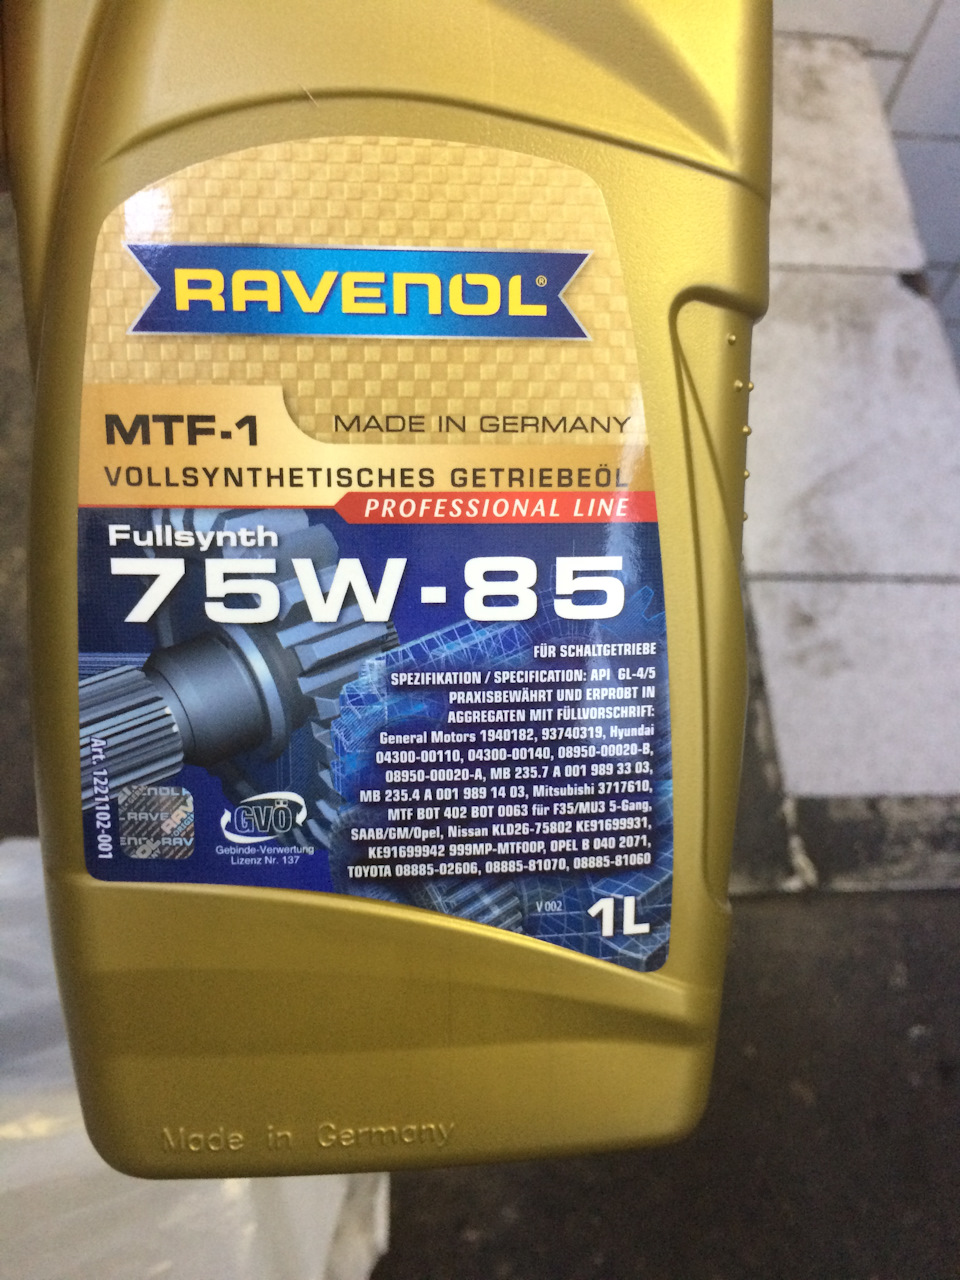 RAVENOL®
MTF-1
MADE IN GERMANY
VOLLSYNTHETISCHES GETRIEBEÖL
PROFESSIONAL LINE
Fullsynth
75W-85
FÜR SCHALTGETRIEBE
SPEZIFIKATION / SPECIFICATION: API GL-4/5
PRAXISBEWÄHRT UND ERPROBT IN
AGGREGATEN MIT FÜLLVORSCHRIFT:
General Motors 1940182, 93740319, Hyundai
04300-00110, 04300-00140, 08950-00020-B,
08950-00020-A, MB 235.7 A 001 989 33 03,
MB 235.4 A 001 989 14 03, Mitsubishi 3717610,
MTF BOT 402 BOT 0063 für F35/MU3 5-Gang,
SAAB/GM/Opel, Nissan KLD26-75802 KE91699931,
KE91699942 999MP-MTF00P, OPEL B 040 2071,
TOYOTA 08885-02606, 08885-81070, 08885-81060
Art. 1221102-001
GVÖ
Gebinde-Verwertung
Lizenz Nr. 137
V 002
1L
Made in Germany